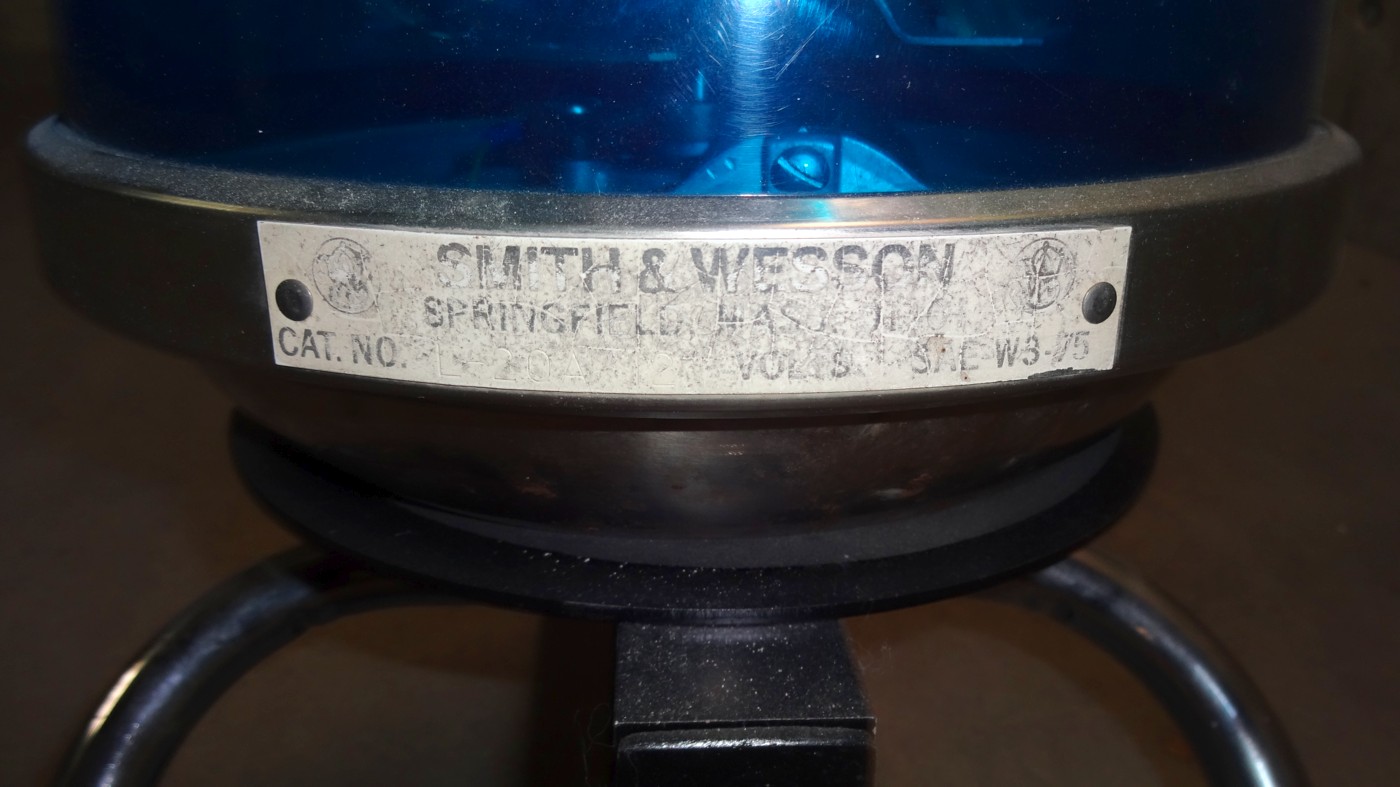 SMITH & WESSON
SPRINGFIELD, MASS.
CAT. NO. L-20A 12 VOLTS SAE-W3-75